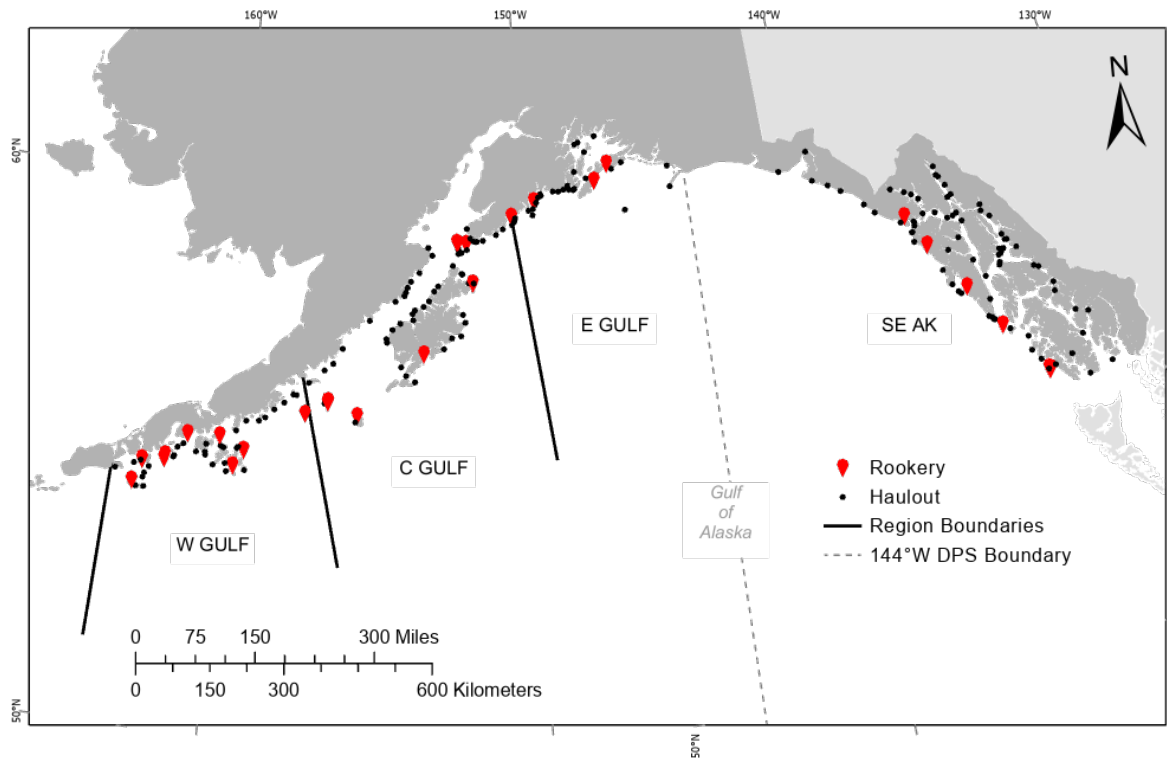 160°W
150°W
140°W
130°W
N
60°N
E GULF
SE AK
C GULF
W GULF
Gulf
of
Alaska
Rookery
Haulout
Region Boundaries
144°W DPS Boundary
0 75 150 300 Miles
0 150 300 600 Kilometers
50°N
50°N